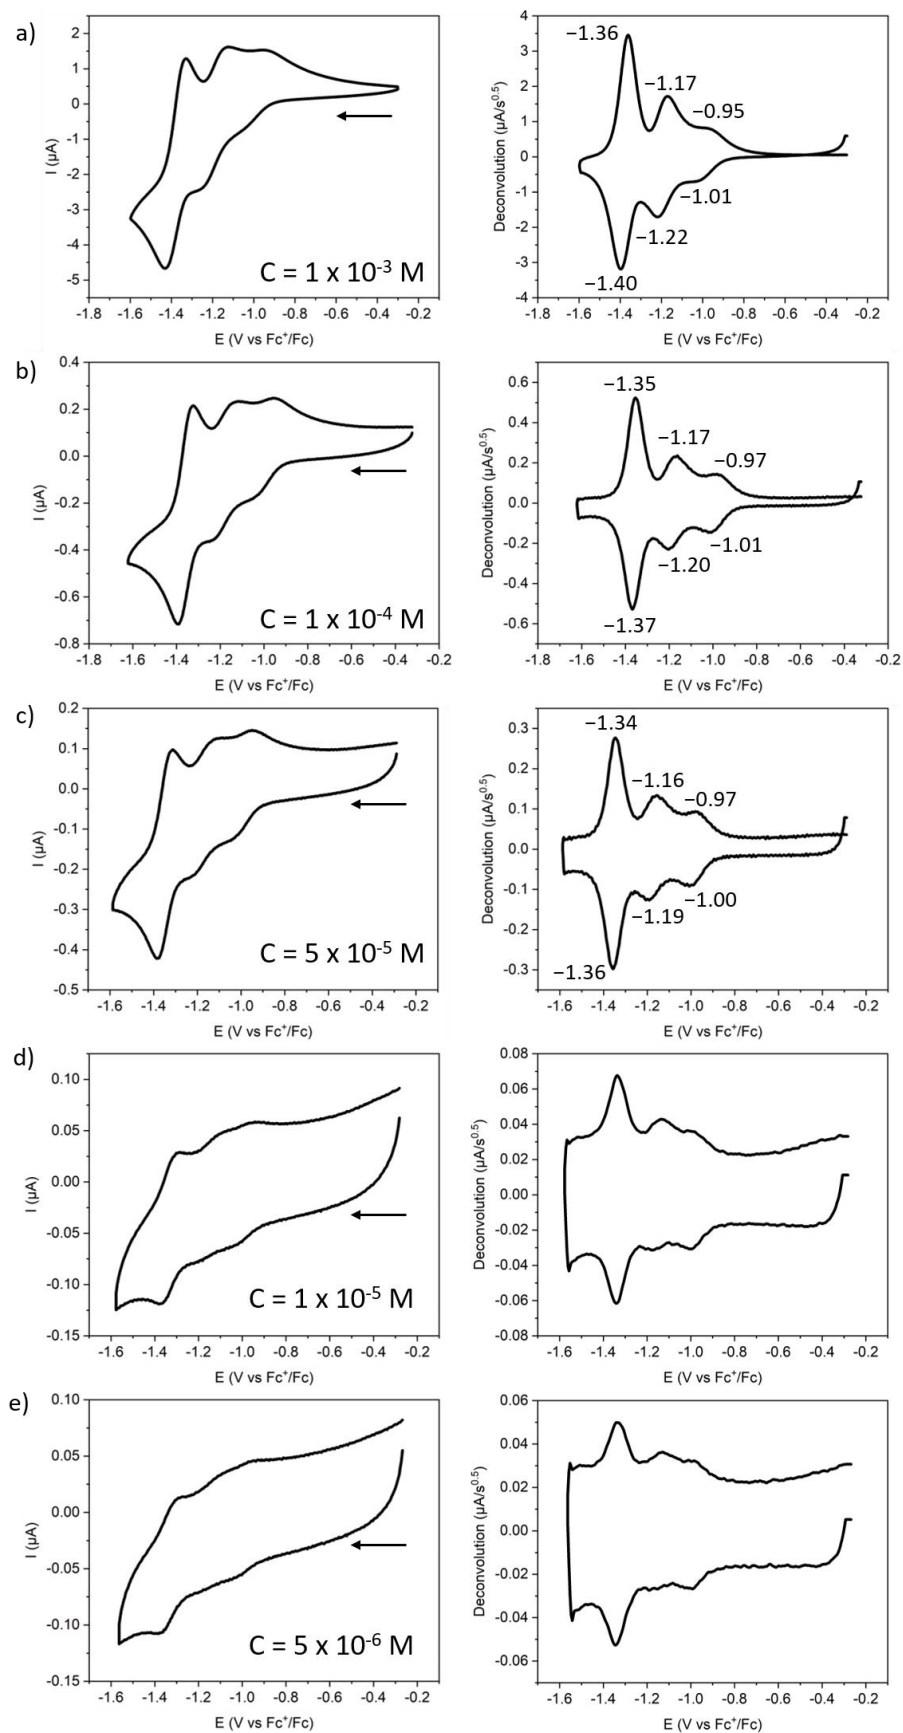 a)
2
1
0
-1
-2
-3
-4
-5
I (µA)
-1.8 -1.6 -1.4 -1.2 -1.0 -0.8 -0.6 -0.4 -0.2
E (V vs Fc⁺/Fc)
C = 1 x 10⁻³ M
4
3
2
1
0
-1
-2
-3
-4
Deconvolution (µA/s⁰·⁵)
−1.36
−1.17
−0.95
−1.01
−1.22
−1.40
-1.8 -1.6 -1.4 -1.2 -1.0 -0.8 -0.6 -0.4 -0.2
E (V vs Fc⁺/Fc)
b)
0.4
0.2
0.0
-0.2
-0.4
-0.6
-0.8
I (µA)
-1.8 -1.6 -1.4 -1.2 -1.0 -0.8 -0.6 -0.4 -0.2
E (V vs Fc⁺/Fc)
C = 1 x 10⁻⁴ M
0.6
0.4
0.2
0.0
-0.2
-0.4
-0.6
Deconvolution (µA/s⁰·⁵)
−1.35
−1.17
−0.97
−1.01
−1.20
−1.37
-1.8 -1.6 -1.4 -1.2 -1.0 -0.8 -0.6 -0.4 -0.2
E (V vs Fc⁺/Fc)
c)
0.2
0.1
0.0
-0.1
-0.2
-0.3
-0.4
-0.5
I (µA)
-1.6 -1.4 -1.2 -1.0 -0.8 -0.6 -0.4 -0.2
E (V vs Fc⁺/Fc)
C = 5 x 10⁻⁵ M
0.3
0.2
0.1
0.0
-0.1
-0.2
-0.3
Deconvolution (µA/s⁰·⁵)
−1.34
−1.16
−0.97
−1.00
−1.19
−1.36
-1.6 -1.4 -1.2 -1.0 -0.8 -0.6 -0.4 -0.2
E (V vs Fc⁺/Fc)
d)
0.10
0.05
0.00
-0.05
-0.10
-0.15
I (µA)
-1.6 -1.4 -1.2 -1.0 -0.8 -0.6 -0.4 -0.2
E (V vs Fc⁺/Fc)
C = 1 x 10⁻⁵ M
0.08
0.06
0.04
0.02
0.00
-0.02
-0.04
-0.06
-0.08
Deconvolution (µA/s⁰·⁵)
-1.6 -1.4 -1.2 -1.0 -0.8 -0.6 -0.4 -0.2
E (V vs Fc⁺/Fc)
e)
0.10
0.05
0.00
-0.05
-0.10
-0.15
I (µA)
-1.6 -1.4 -1.2 -1.0 -0.8 -0.6 -0.4 -0.2
E (V vs Fc⁺/Fc)
C = 5 x 10⁻⁶ M
0.06
0.04
0.02
0.00
-0.02
-0.04
-0.06
Deconvolution (µA/s⁰·⁵)
-1.6 -1.4 -1.2 -1.0 -0.8 -0.6 -0.4 -0.2
E (V vs Fc⁺/Fc)